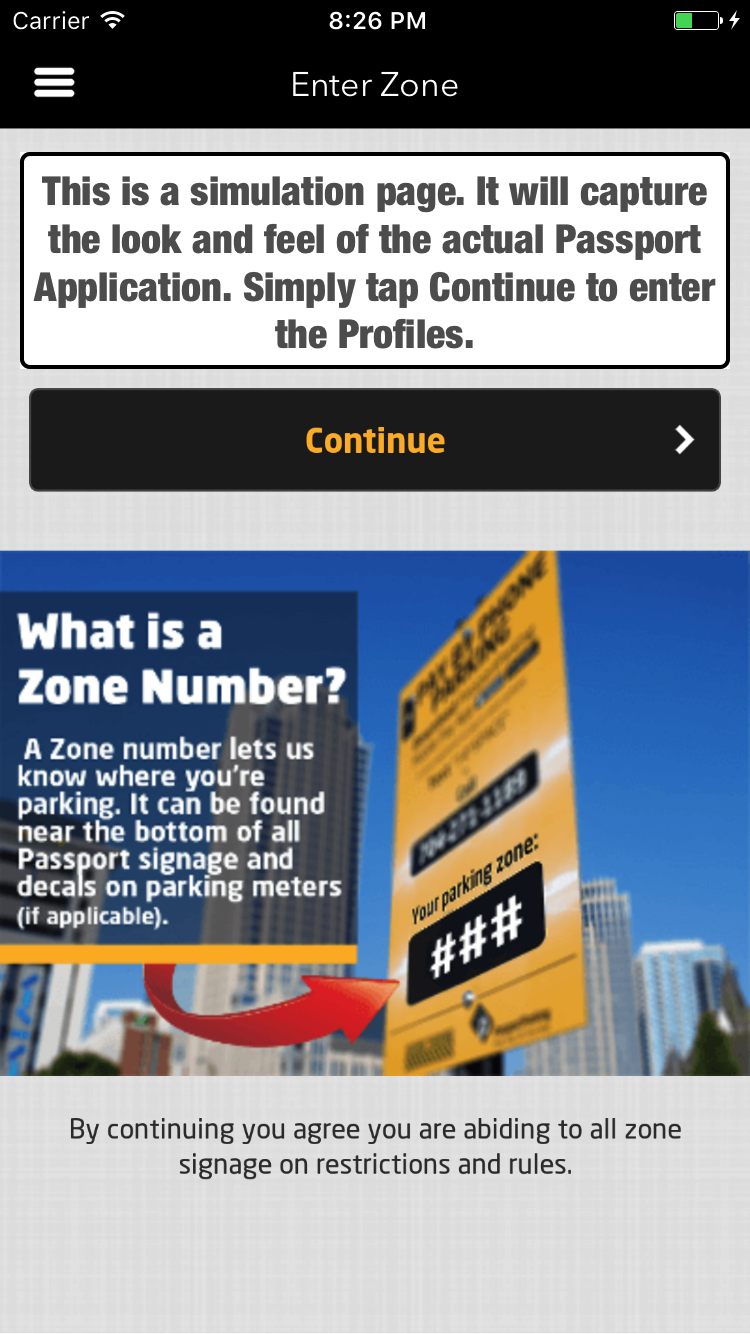 Carrier
8:26 PM
Enter Zone
This is a simulation page. It will capture
the look and feel of the actual Passport
Application. Simply tap Continue to enter
the Profiles.
Continue
What is a
Zone Number?
A Zone number lets us
know where you're
parking. It can be found
near the bottom of all
Passport signage and
decals on parking meters
(if applicable).
PAY BY PHONE
PARKING
704-271-1189
Your parking zone:
###
By continuing you agree you are abiding to all zone
signage on restrictions and rules.